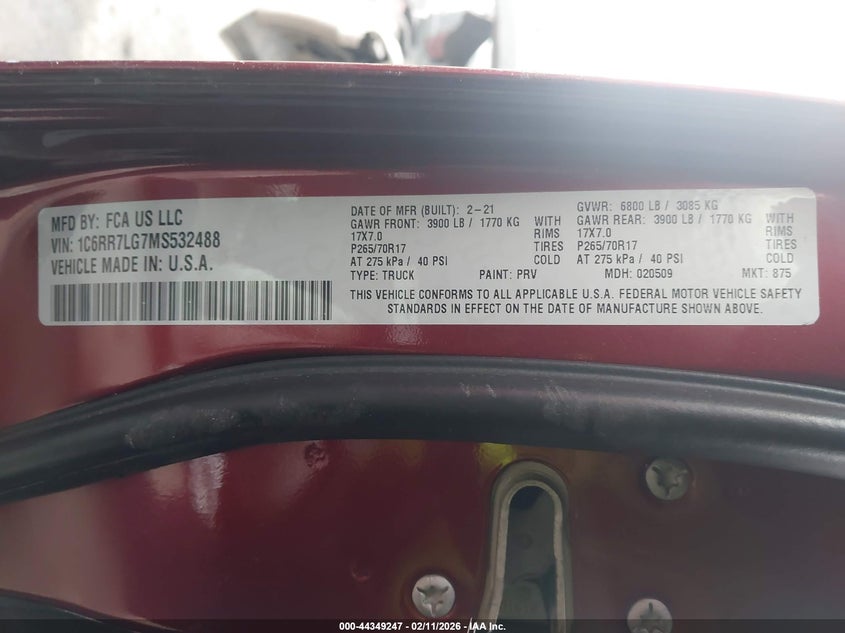 MFD BY: FCA US LLC
VIN: 1C6RR7LG7MS532488
VEHICLE MADE IN: U.S.A.
DATE OF MFR (BUILT): 2-21
GAWR FRONT: 3900 LB / 1770 KG WITH
17X7.0 RIMS
P265/70R17 TIRES
AT 275 kPa / 40 PSI COLD
TYPE: TRUCK PAINT: PRV
GVWR: 6800 LB / 3085 KG
GAWR REAR: 3900 LB / 1770 KG WITH
17X7.0 RIMS
P265/70R17 TIRES
AT 275 kPa / 40 PSI COLD
MDH: 020509 MKT: 875
THIS VEHICLE CONFORMS TO ALL APPLICABLE U.S.A. FEDERAL MOTOR VEHICLE SAFETY
STANDARDS IN EFFECT ON THE DATE OF MANUFACTURE SHOWN ABOVE.
000-44349247 - 02/11/2026 - IAA Inc.